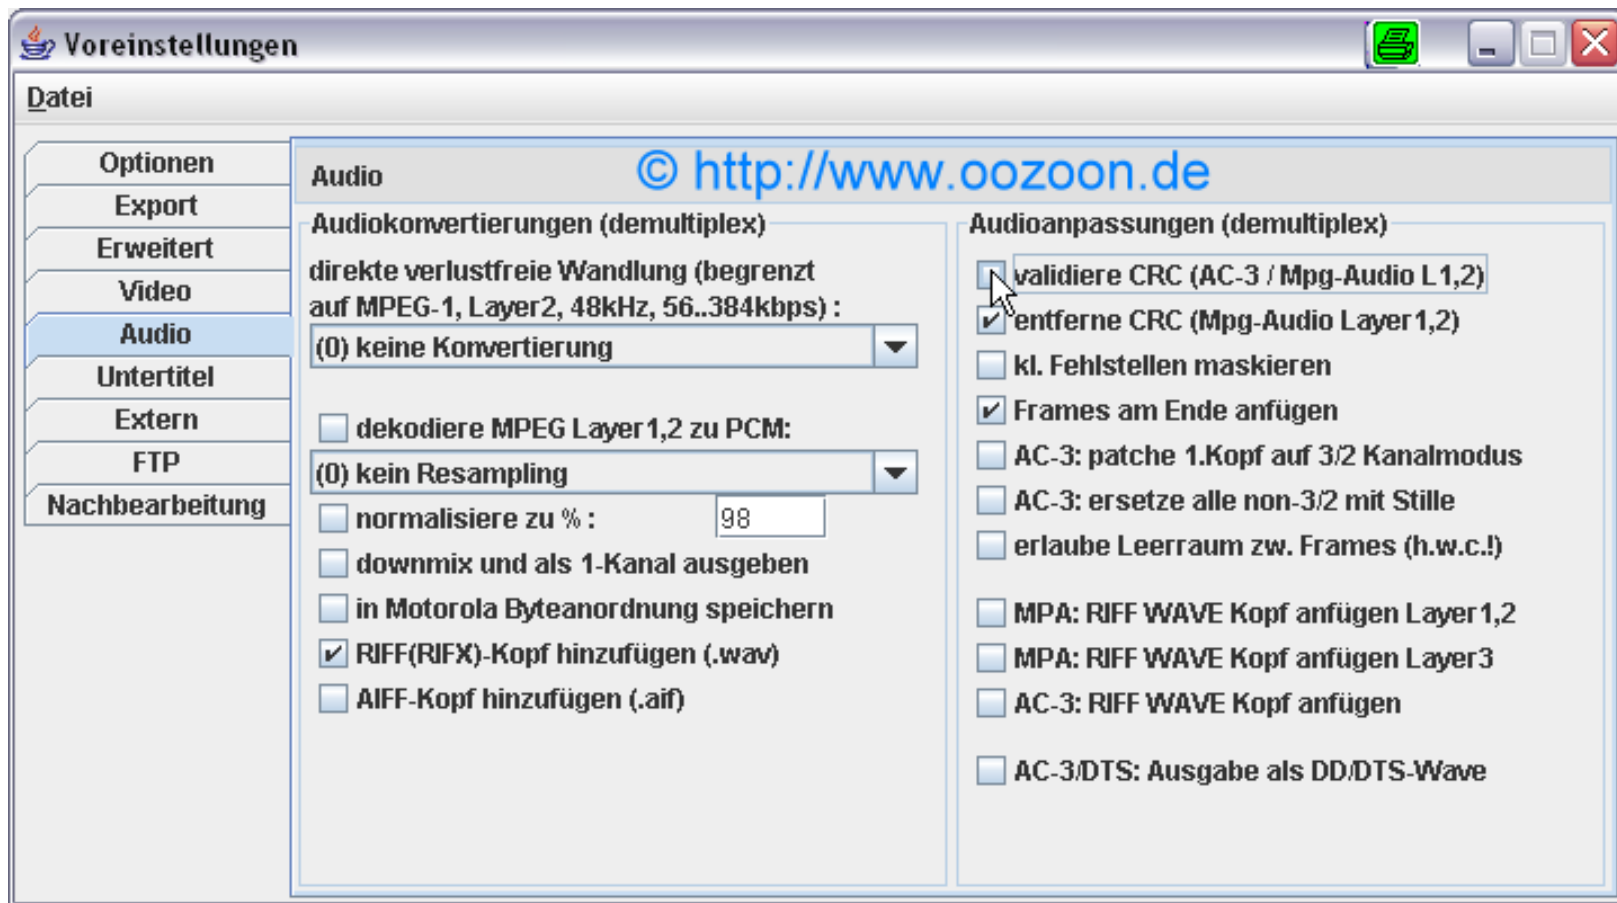 Voreinstellungen
Datei
Optionen
Export
Erweitert
Video
Audio
Untertitel
Extern
FTP
Nachbearbeitung
Audio
© http://www.oozoon.de
Audiokonvertierungen (demultiplex)
direkte verlustfreie Wandlung (begrenzt
auf MPEG-1, Layer2, 48kHz, 56..384kbps) :
(0) keine Konvertierung
dekodiere MPEG Layer1,2 zu PCM:
(0) kein Resampling
normalisiere zu % :
98
downmix und als 1-Kanal ausgeben
in Motorola Byteanordnung speichern
RIFF(RIFX)-Kopf hinzufügen (.wav)
AIFF-Kopf hinzufügen (.aif)
Audioanpassungen (demultiplex)
validiere CRC (AC-3 / Mpg-Audio L1,2)
entferne CRC (Mpg-Audio Layer1,2)
kl. Fehlstellen maskieren
Frames am Ende anfügen
AC-3: patche 1.Kopf auf 3/2 Kanalmodus
AC-3: ersetze alle non-3/2 mit Stille
erlaube Leerraum zw. Frames (h.w.c.!)
MPA: RIFF WAVE Kopf anfügen Layer1,2
MPA: RIFF WAVE Kopf anfügen Layer3
AC-3: RIFF WAVE Kopf anfügen
AC-3/DTS: Ausgabe als DD/DTS-Wave